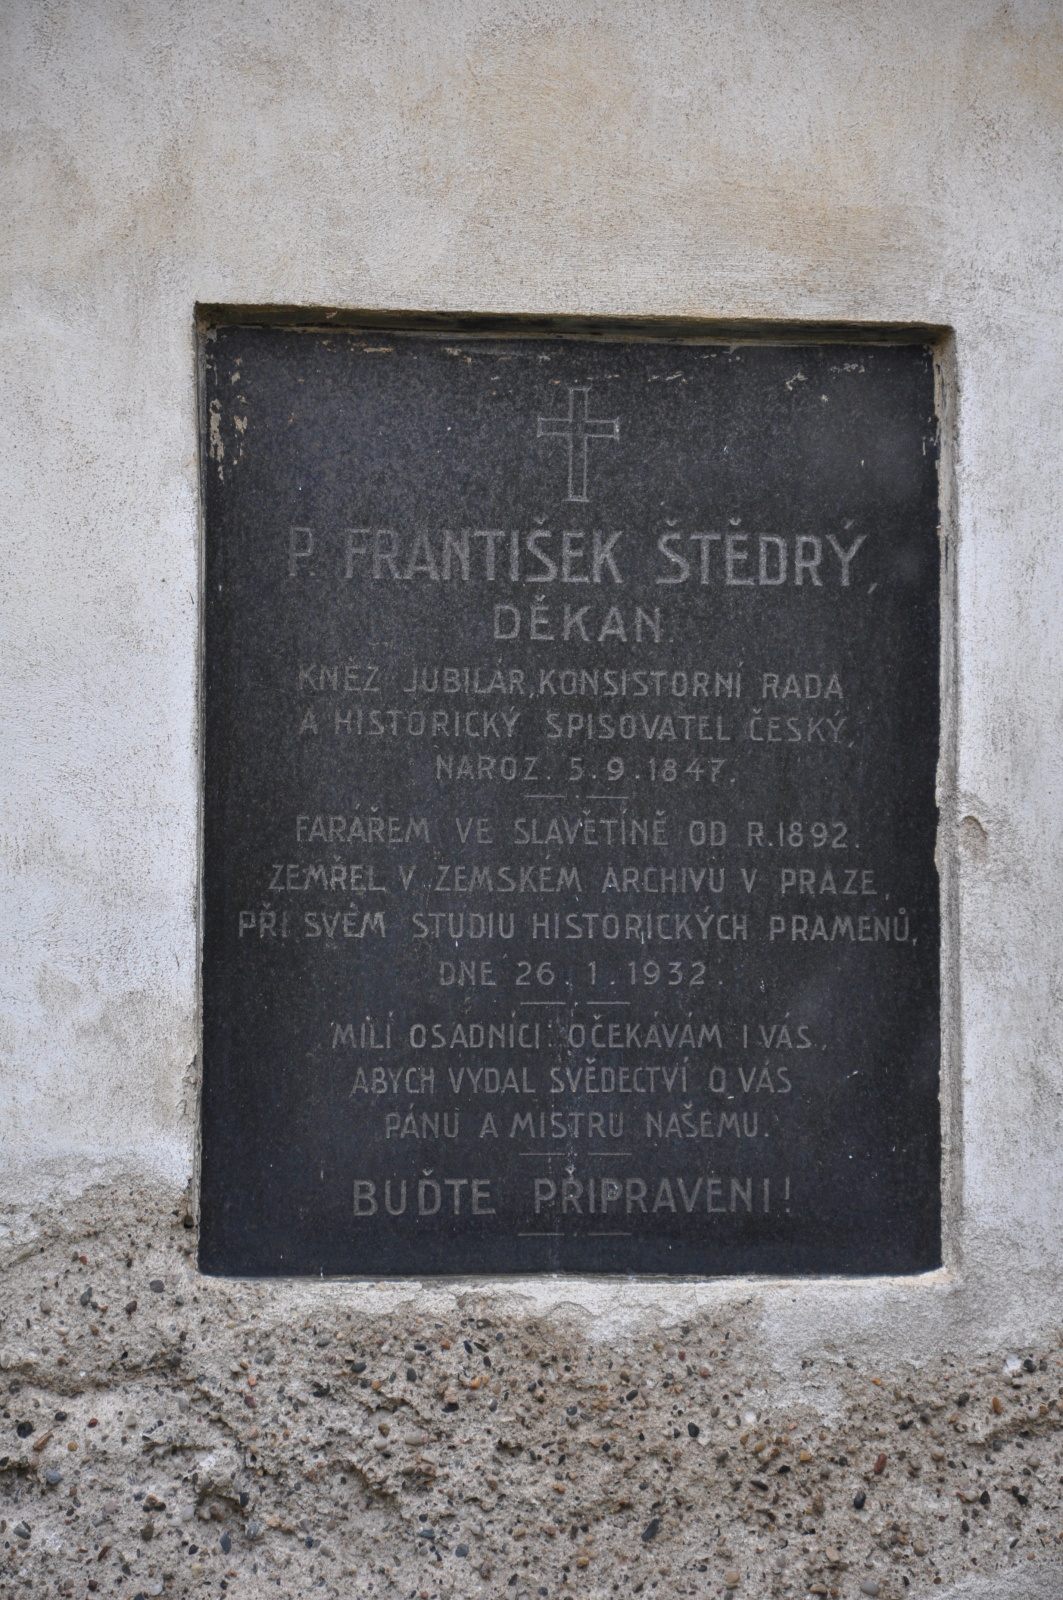 P. FRANTIŠEK ŠTĚDRÝ,
DĚKAN.
KNĚZ JUBILÁR, KONSISTORNÍ RADA
A HISTORICKÝ SPISOVATEL ČESKÝ,
NAROZ. 5.9.1847.
FARÁŘEM VE SLAVĚTÍNĚ OD R.1892.
ZEMŘEL V ZEMSKÉM ARCHIVU V PRAZE,
PŘI SVÉM STUDIU HISTORICKÝCH PRAMENŮ,
DNE 26.1.1932.
MILÍ OSADNÍCI OČEKÁVÁM I VÁS,
ABYCH VYDAL SVĚDECTVÍ O VÁS
PÁNU A MISTRU NAŠEMU.
BUĎTE PŘIPRAVENI!